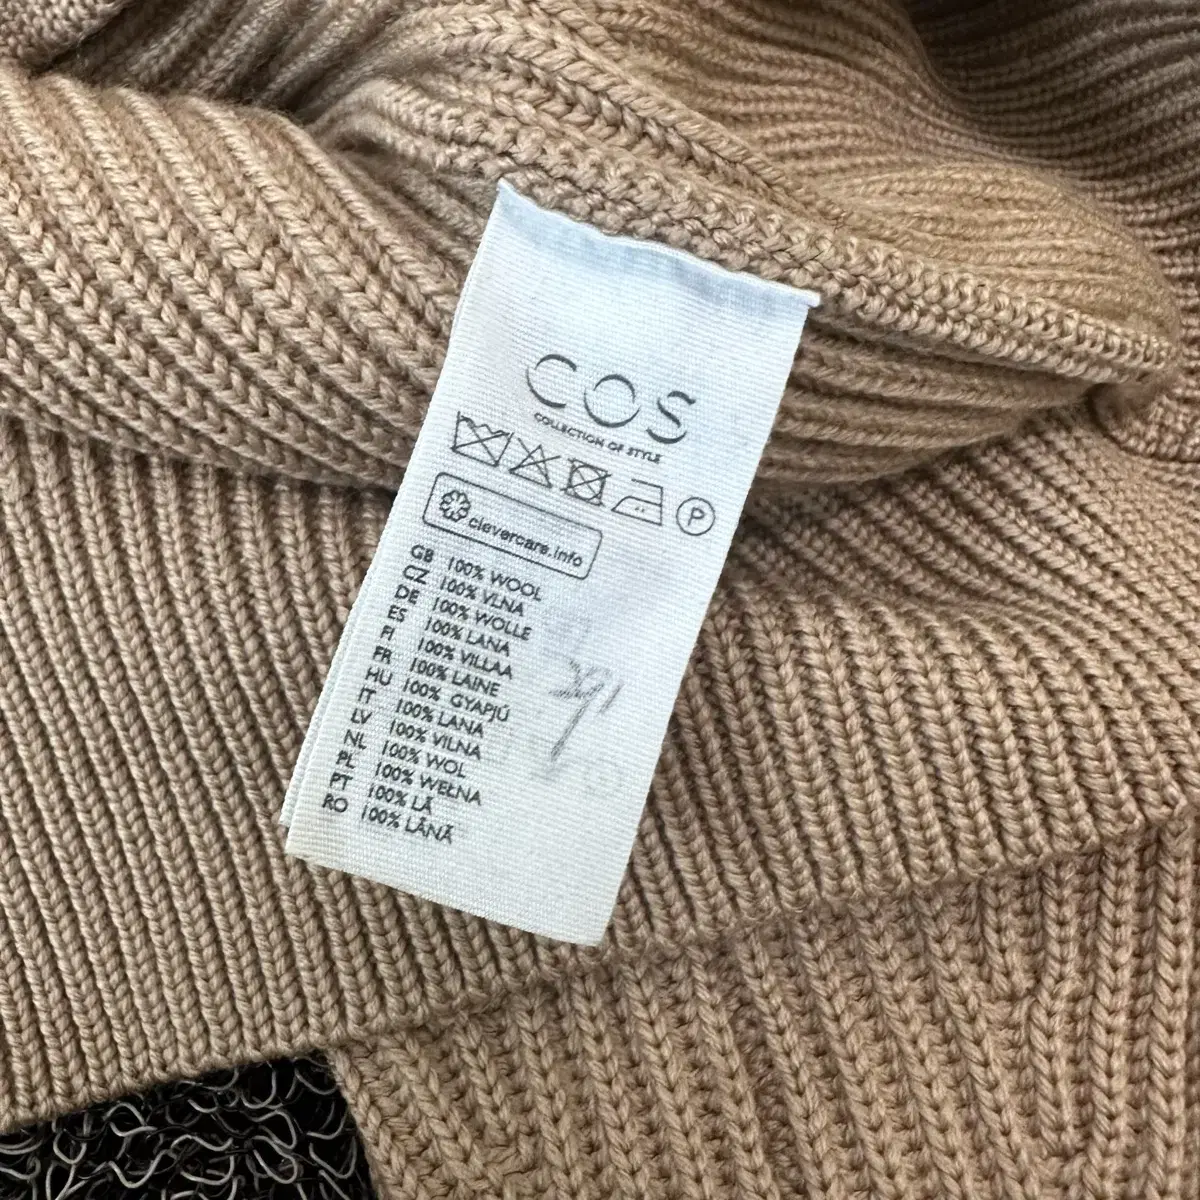 COS
COLLECTION OF STYLE
P
clevercare.info
GB 100% WOOL
CZ 100% VLNA
DE 100% WOLLE
ES 100% LANA
FI 100% VILLAA
FR 100% LAINE
HU 100% GYAPJÚ
IT 100% LANA
LV 100% VILNA
NL 100% WOL
PL 100% WEŁNA
PT 100% LÃ
RO 100% LÂNĂ